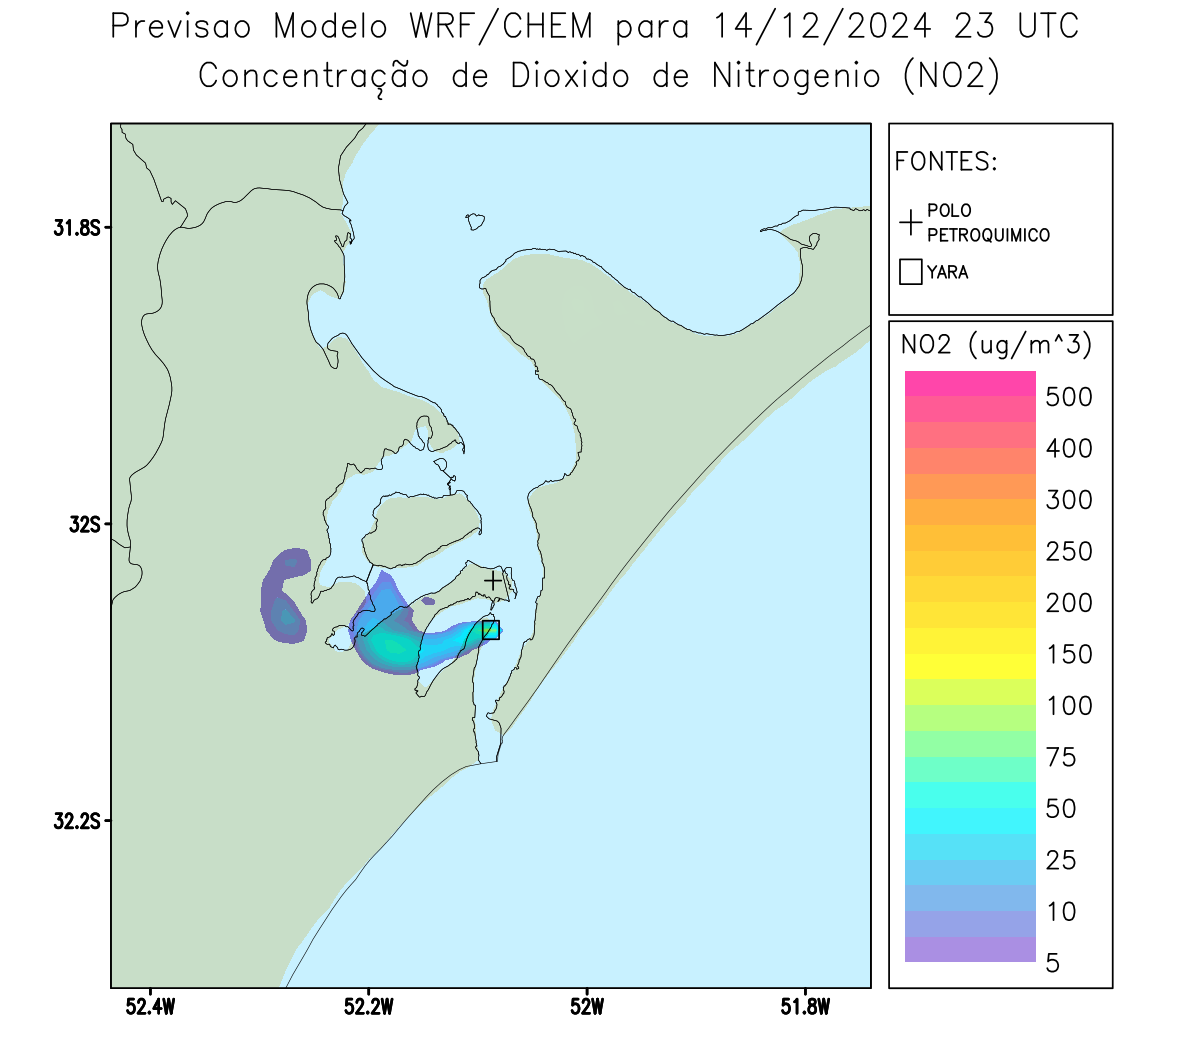 Previsao Modelo WRF/CHEM para 14/12/2024 23 UTC
Concentração de Dioxido de Nitrogenio (NO2)
FONTES:
POLO
PETROQUIMICO
YARA
NO2 (ug/m^3)
500
400
300
250
200
150
100
75
50
25
10
5
31.8S
32S
32.2S
52.4W
52.2W
52W
51.8W